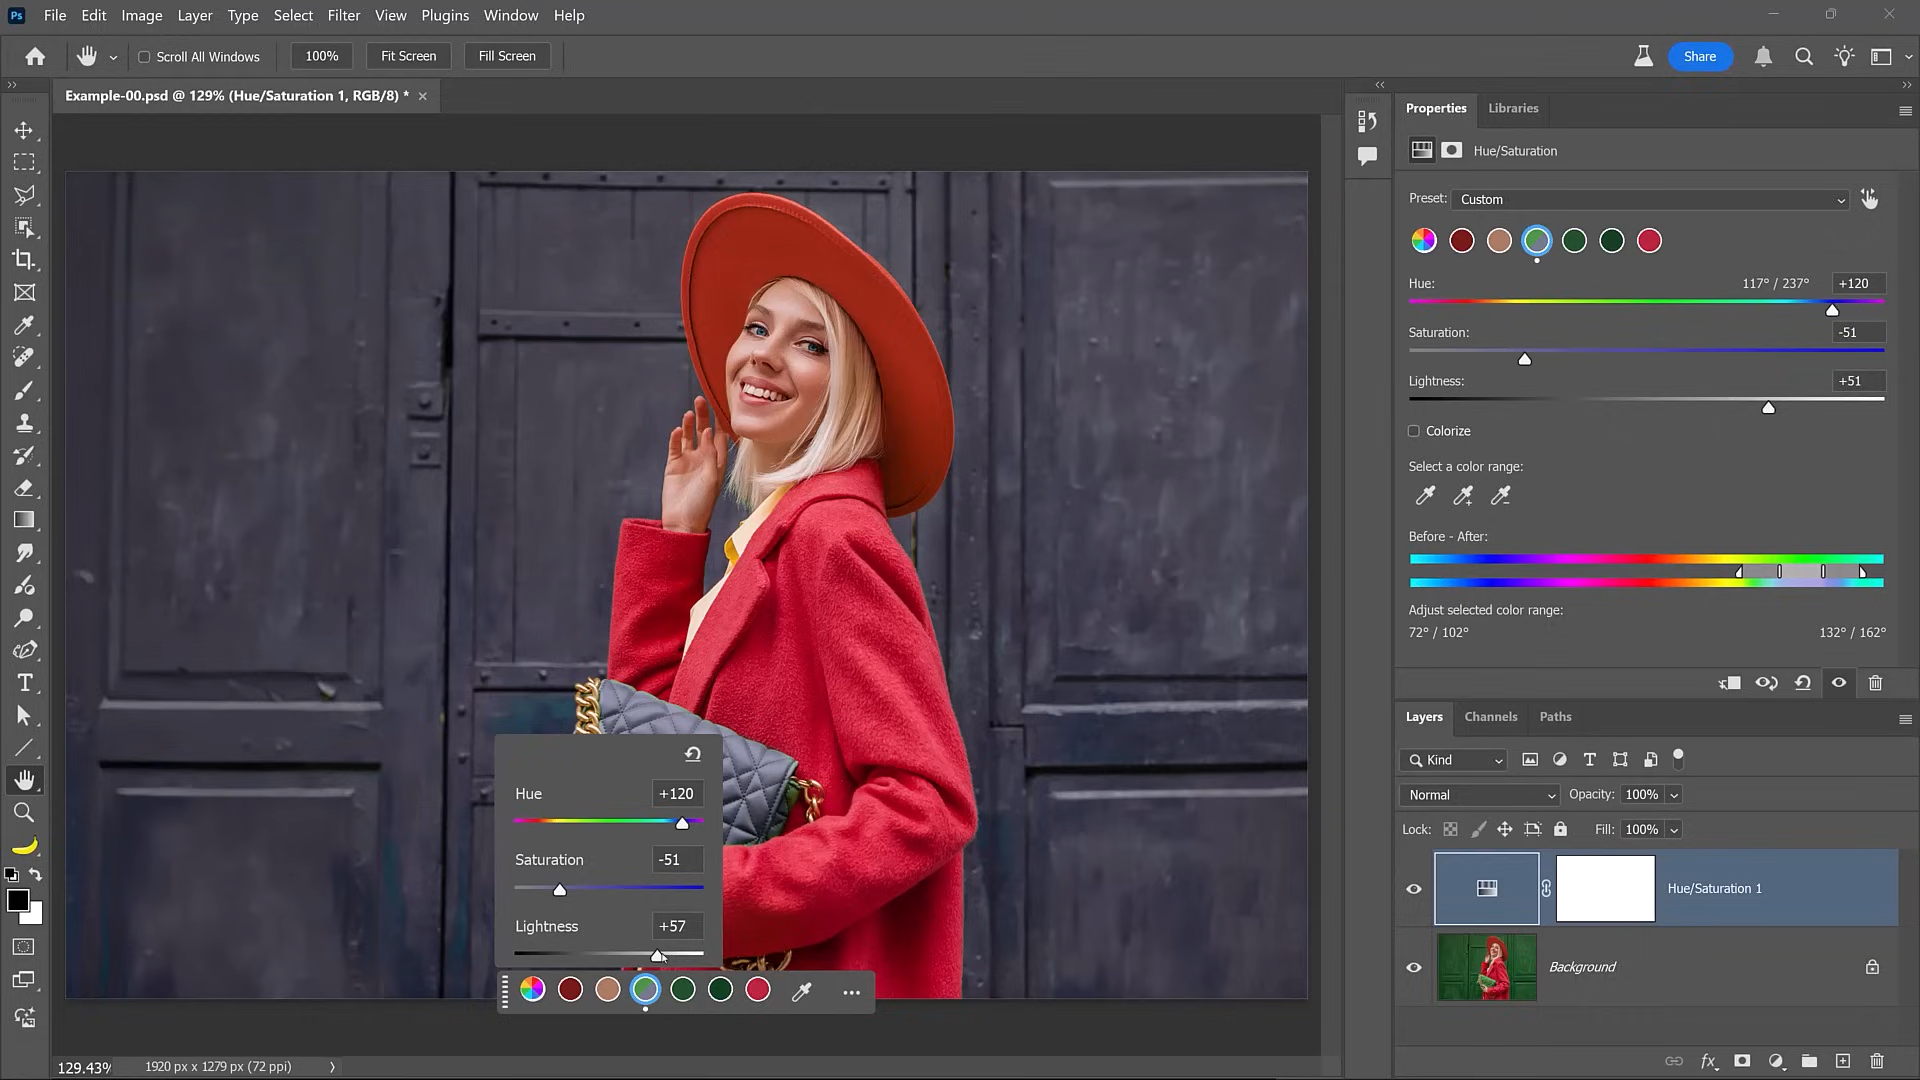 Ps File Edit Image Layer Type Select Filter View Plugins Window Help
Scroll All Windows 100% Fit Screen Fill Screen Share
Example-00.psd @ 129% (Hue/Saturation 1, RGB/8) *
Properties Libraries
Hue/Saturation
Preset: Custom
Hue: 117° / 237° +120
Saturation: -51
Lightness: +51
Colorize
Select a color range:
Before - After:
Adjust selected color range:
72° / 102° 132° / 162°
Layers Channels Paths
Kind
Normal Opacity: 100%
Lock: Fill: 100%
Hue/Saturation 1
Background
Hue +120
Saturation -51
Lightness +57
129.43% 1920 px x 1279 px (72 ppi)